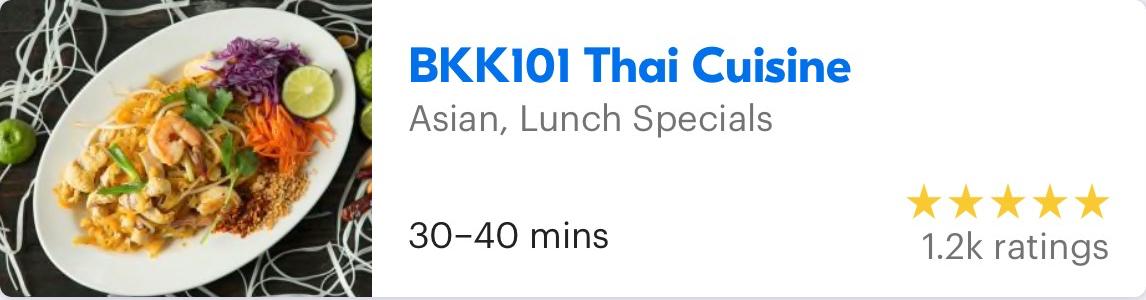 BKK101 Thai Cuisine
Asian, Lunch Specials
30–40 mins
1.2k ratings